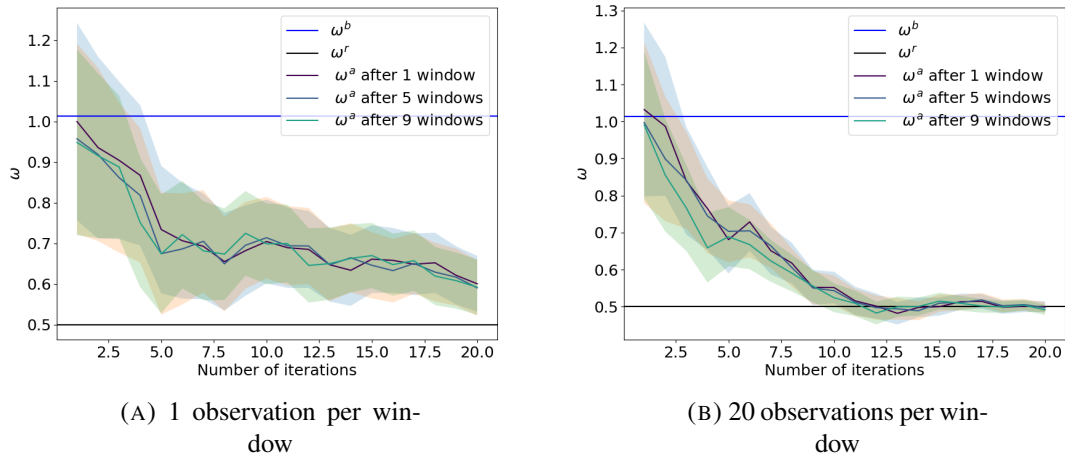 1.2
1.1
1.0
0.9
0.8
0.7
0.6
0.5
ω
ω^b
ω^r
ω^a after 1 window
ω^a after 5 windows
ω^a after 9 windows
2.5 5.0 7.5 10.0 12.5 15.0 17.5 20.0
Number of iterations
(A) 1 observation per win-
dow
1.3
1.2
1.1
1.0
0.9
0.8
0.7
0.6
0.5
ω
ω^b
ω^r
ω^a after 1 window
ω^a after 5 windows
ω^a after 9 windows
2.5 5.0 7.5 10.0 12.5 15.0 17.5 20.0
Number of iterations
(B) 20 observations per win-
dow